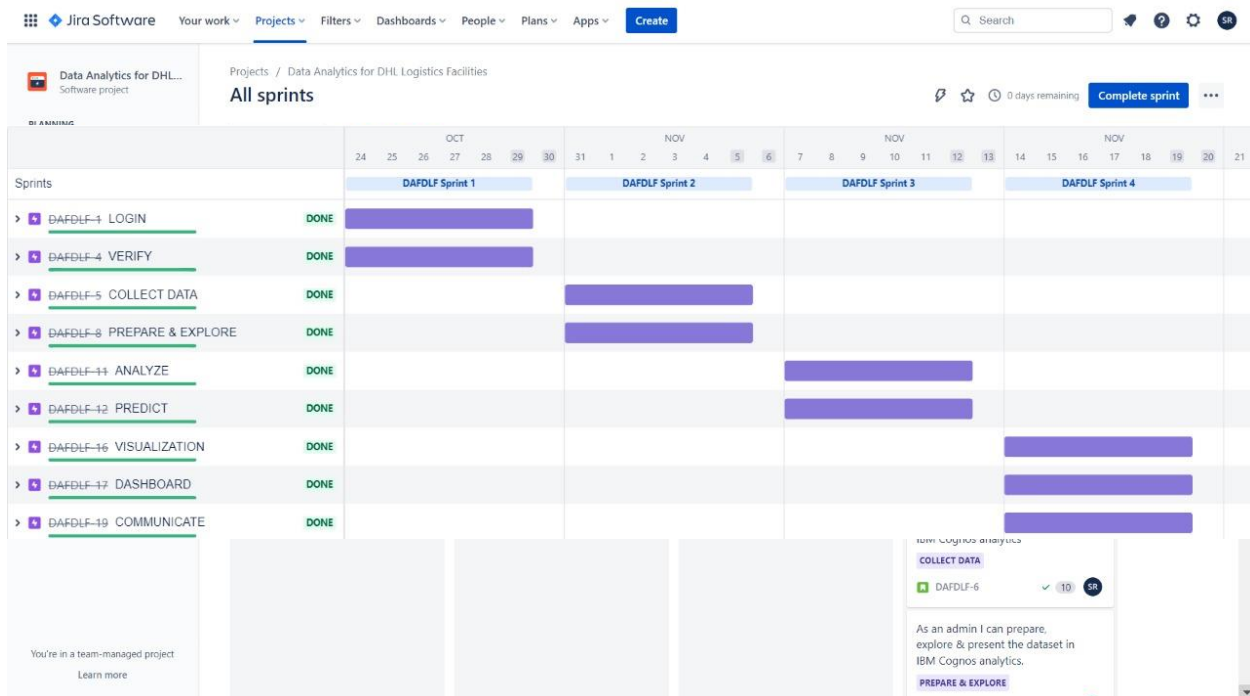 Jira Software Your work Projects Filters Dashboards People Plans Apps Create Search SR
Data Analytics for DHL...
Software project
PLANNING
Projects / Data Analytics for DHL Logistics Facilities
All sprints
0 days remaining Complete sprint
OCT NOV NOV NOV
24 25 26 27 28 29 30 31 1 2 3 4 5 6 7 8 9 10 11 12 13 14 15 16 17 18 19 20 21
Sprints DAFDLF Sprint 1 DAFDLF Sprint 2 DAFDLF Sprint 3 DAFDLF Sprint 4
DAFDLF-1 LOGIN DONE
DAFDLF-4 VERIFY DONE
DAFDLF-5 COLLECT DATA DONE
DAFDLF-8 PREPARE & EXPLORE DONE
DAFDLF-11 ANALYZE DONE
DAFDLF-12 PREDICT DONE
DAFDLF-16 VISUALIZATION DONE
DAFDLF-17 DASHBOARD DONE
DAFDLF-19 COMMUNICATE DONE
IBM Cognos analytics
COLLECT DATA
DAFDLF-6 10 SR
As an admin I can prepare,
explore & present the dataset in
IBM Cognos analytics.
PREPARE & EXPLORE
You're in a team-managed project
Learn more